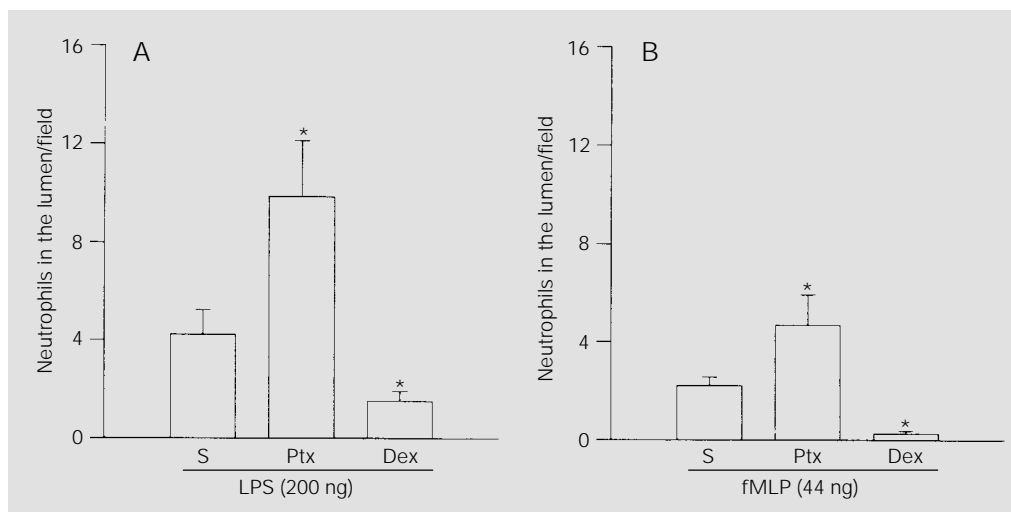 A
Neutrophils in the lumen/field
16
12
8
4
0
*
*
S Ptx Dex
LPS (200 ng)
B
Neutrophils in the lumen/field
16
12
8
4
0
*
*
S Ptx Dex
fMLP (44 ng)